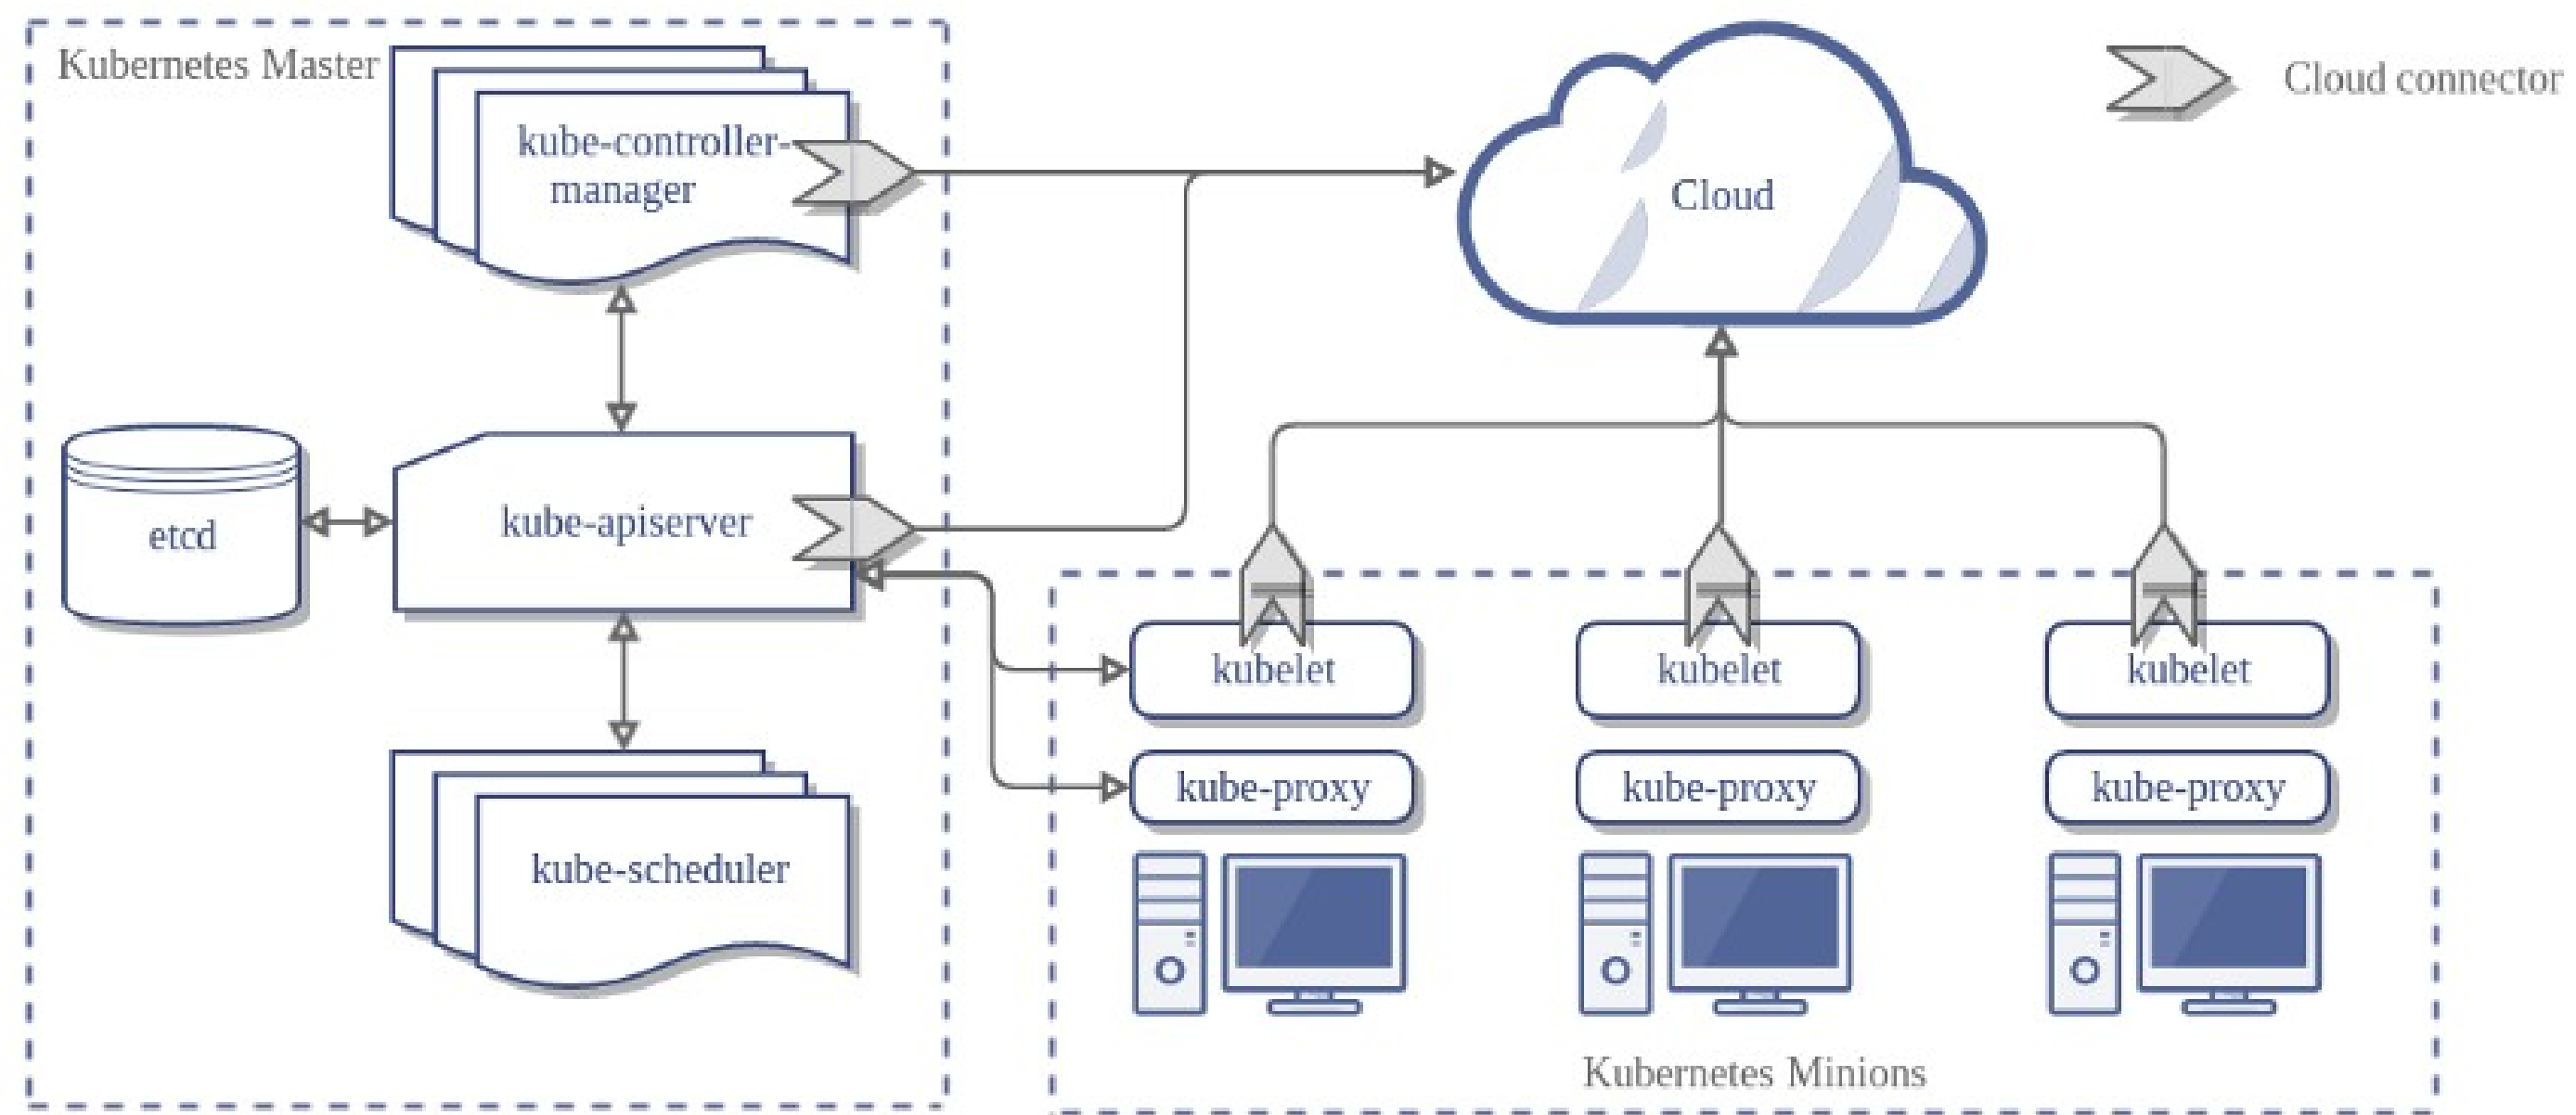 Kubernetes Master
kube-controller-
manager
Cloud
Cloud connector
etcd
kube-apiserver
kubelet
kubelet
kubelet
kube-proxy
kube-proxy
kube-proxy
kube-scheduler
Kubernetes Minions